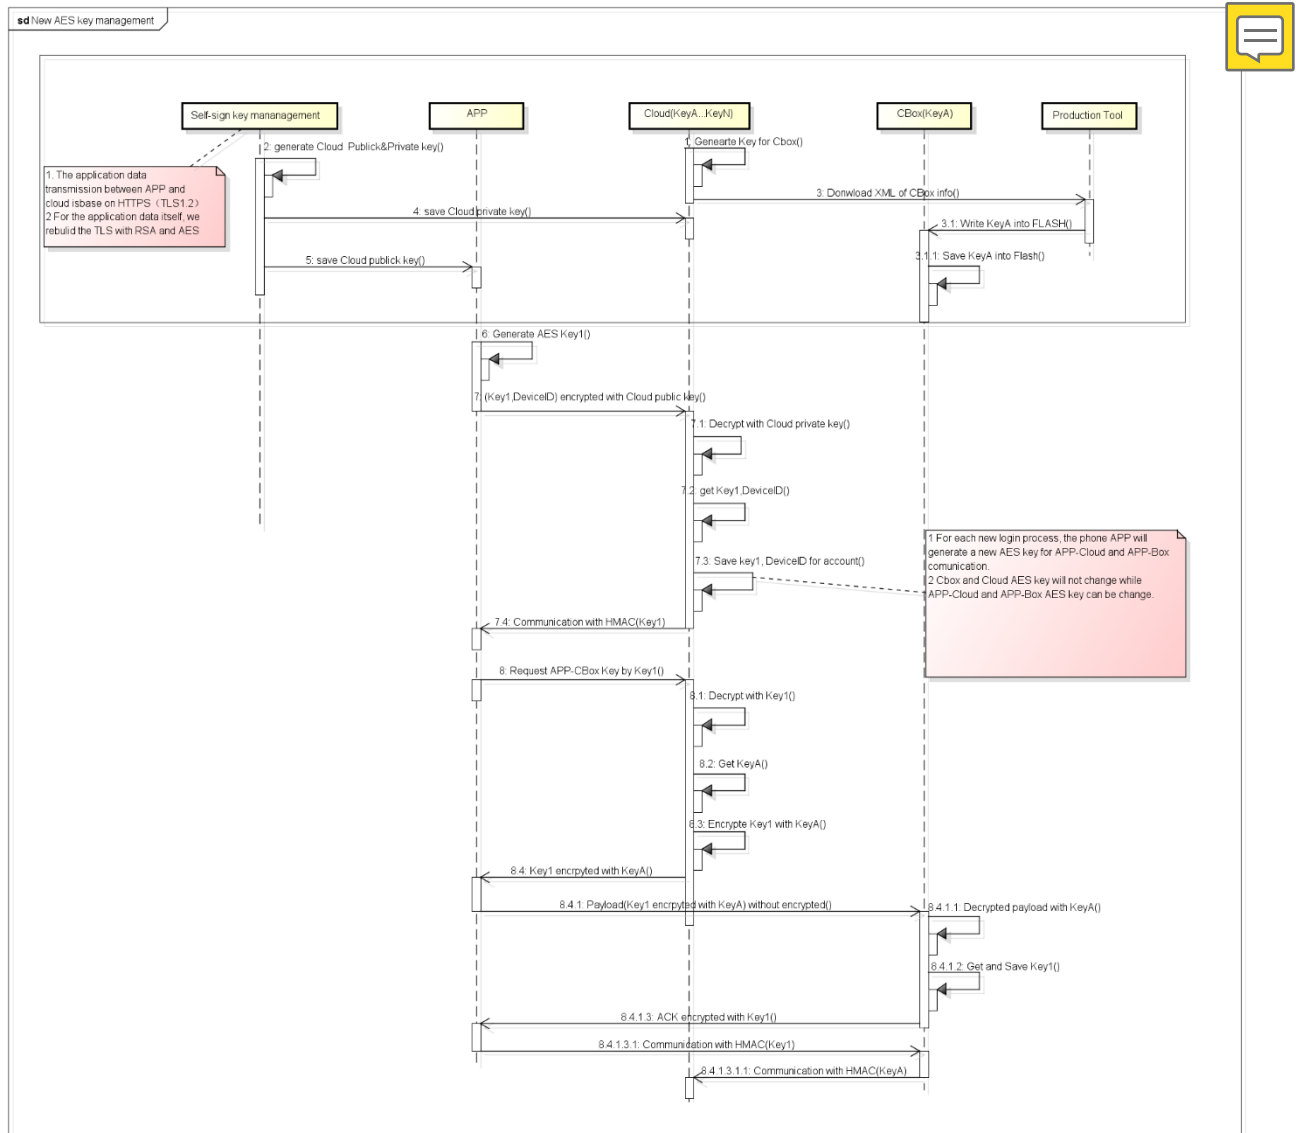 sd New AES key management
Self-sign key mananagement
APP
Cloud(KeyA...KeyN)
CBox(KeyA)
Production Tool
1: Genearte Key for Cbox()
2: generate Cloud Publick&Private key()
1. The application data
transmission between APP and
cloud isbase on HTTPS（TLS1.2）
2 For the application data itself, we
rebulid the TLS with RSA and AES
3: Donwload XML of CBox info()
4: save Cloud private key()
3.1: Write KeyA into FLASH()
3.1.1: Save KeyA into Flash()
5: save Cloud publick key()
6: Generate AES Key1()
7: (Key1,DeviceID) encrypted with Cloud public key()
7.1: Decrypt with Cloud private key()
7.2: get Key1,DeviceID()
7.3: Save key1, DeviceID for account()
1 For each new login process, the phone APP will
generate a new AES key for APP-Cloud and APP-Box
comunication.
2 Cbox and Cloud AES key will not change while
APP-Cloud and APP-Box AES key can be change.
7.4: Communication with HMAC(Key1)
8: Request APP-CBox Key by Key1()
8.1: Decrypt with Key1()
8.2: Get KeyA()
8.3: Encrypte Key1 with KeyA()
8.4: Key1 encrpyted with KeyA()
8.4.1: Payload(Key1 encrpyted with KeyA) without encrypted()
8.4.1.1: Decrypted payload with KeyA()
8.4.1.2: Get and Save Key1()
8.4.1.3: ACK encrypted with Key1()
8.4.1.3.1: Communication with HMAC(Key1)
8.4.1.3.1.1: Communication with HMAC(KeyA)